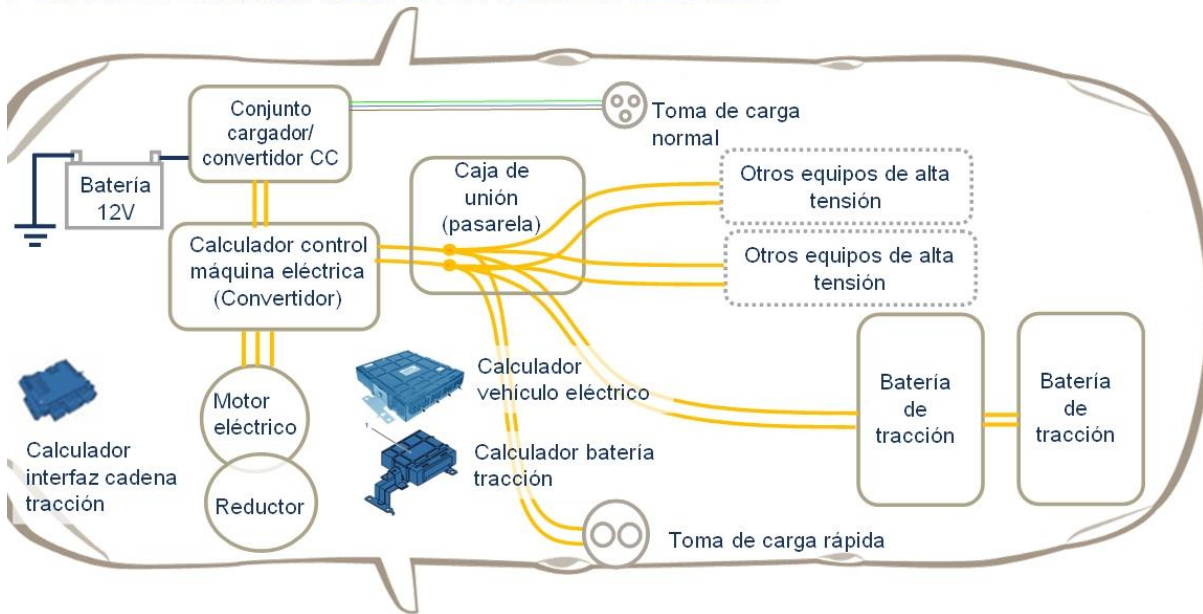 Conjunto
cargador/
convertidor CC
Toma de carga
normal
Batería
12V
Caja de
unión
(pasarela)
Otros equipos de alta
tensión
Calculador control
máquina eléctrica
(Convertidor)
Otros equipos de alta
tensión
Calculador
vehículo eléctrico
Batería
de
tracción
Batería
de
tracción
Motor
eléctrico
Calculador
interfaz cadena
tracción
Calculador batería
tracción
Reductor
Toma de carga rápida